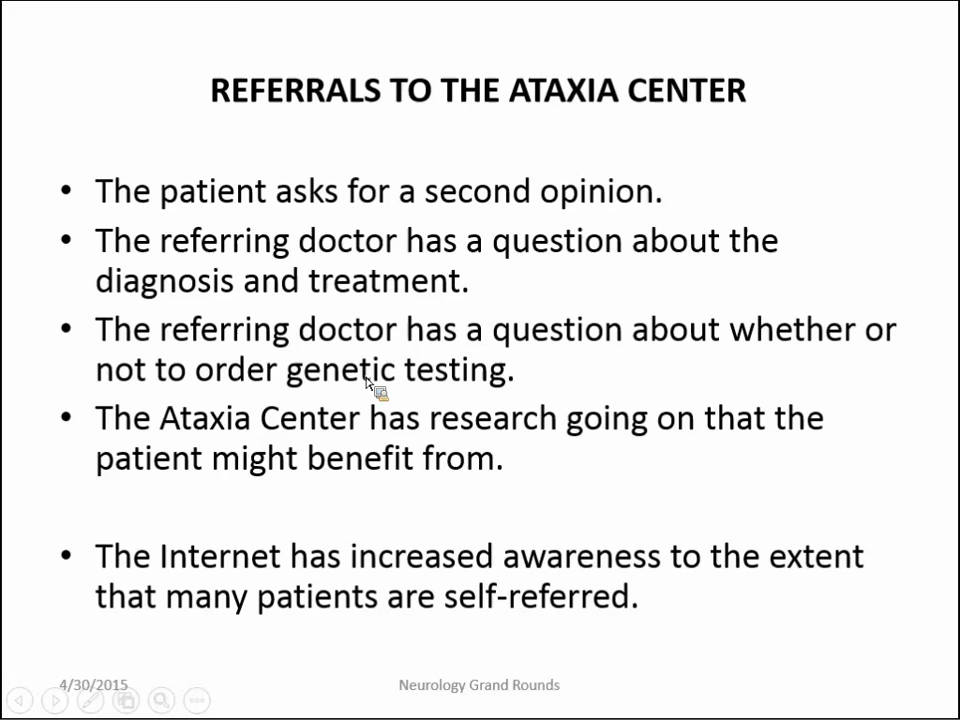 REFERRALS TO THE ATAXIA CENTER
• The patient asks for a second opinion.
• The referring doctor has a question about the
diagnosis and treatment.
• The referring doctor has a question about whether or
not to order genetic testing.
• The Ataxia Center has research going on that the
patient might benefit from.
• The Internet has increased awareness to the extent
that many patients are self-referred.
4/30/2015
Neurology Grand Rounds